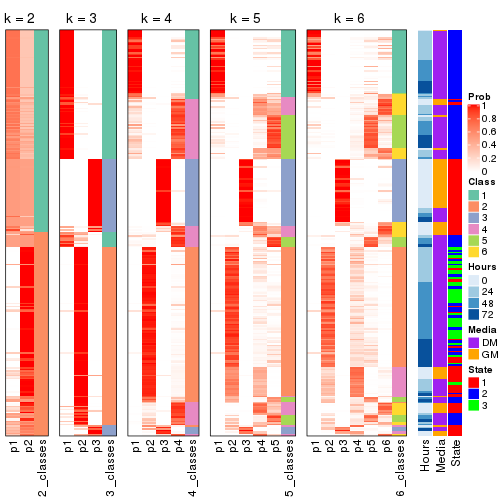 k = 2
k = 3
k = 4
k = 5
k = 6
p1
p2
2_classes
p1
p2
p3
3_classes
p1
p2
p3
p4
4_classes
p1
p2
p3
p4
p5
5_classes
p1
p2
p3
p4
p5
p6
6_classes
Hours
Media
State
Prob
1
0.8
0.6
0.4
0.2
0
Class
1
2
3
4
5
6
Hours
0
24
48
72
Media
DM
GM
State
1
2
3